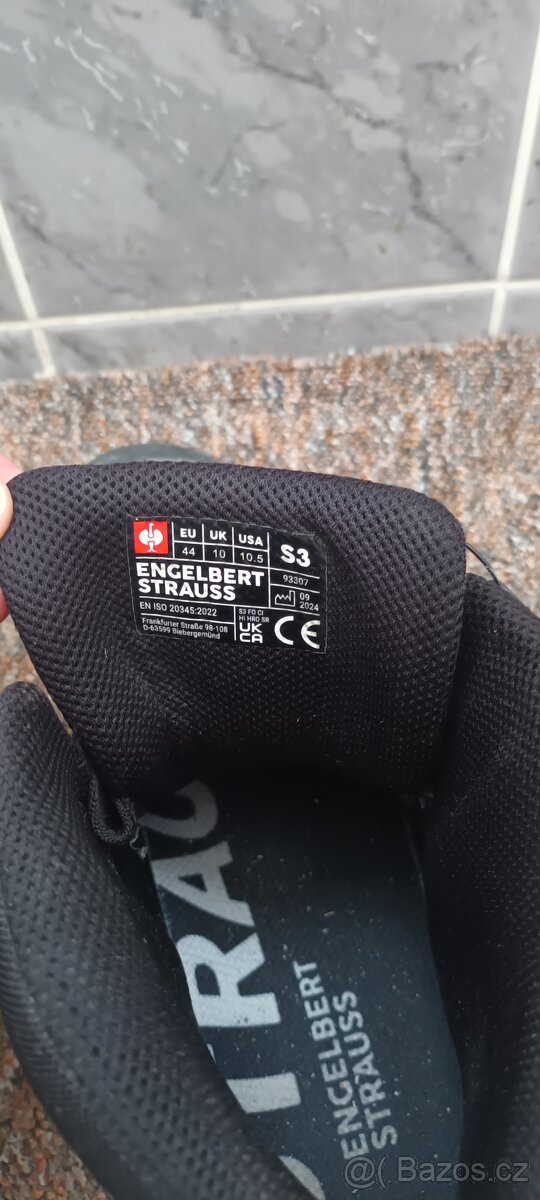 EU UK USA
44 10 10.5
S3
ENGELBERT
STRAUSS
93307
09
2024
EN ISO 20345:2022
S3 FO CI
HI HRO SR
Frankfurter Straße 98-108
D-63599 Biebergemünd
UK
CA
CE
TRAC
ENGELBERT
STRAUSS
@( Bazos.cz